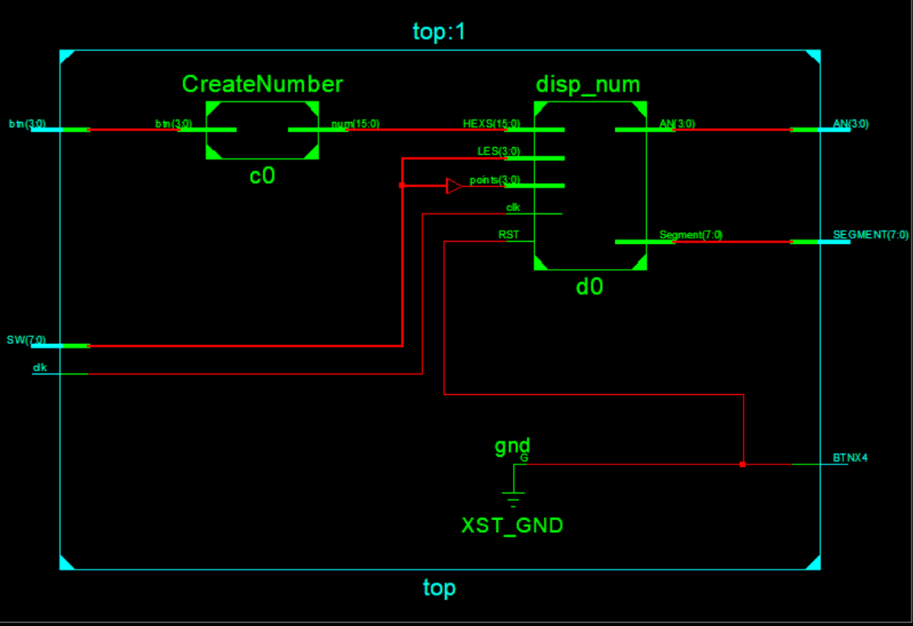 top:1
CreateNumber
disp_num
btn(3:0)
btn(3:0)
num(15:0)
HEXS(15:0)
AN(3:0)
AN(3:0)
LES(3:0)
c0
points(3:0)
clk
RST
Segment(7:0)
SEGMENT(7:0)
d0
SW(7:0)
clk
gnd
G
BTNX4
XST_GND
top